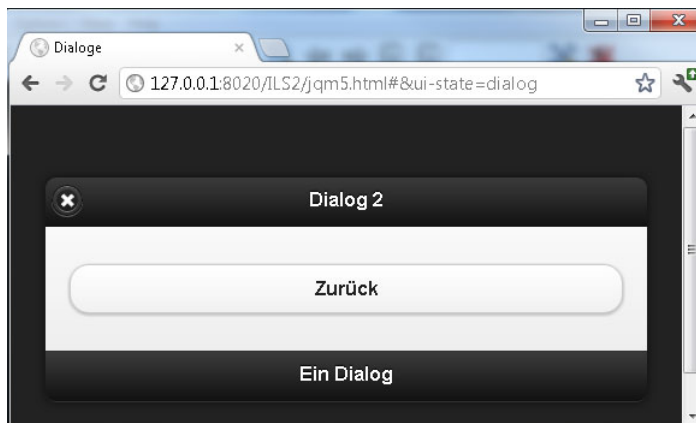 Dialoge
127.0.0.1:8020/ILS2/jqm5.html#&ui-state=dialog
Dialog 2
Zurück
Ein Dialog